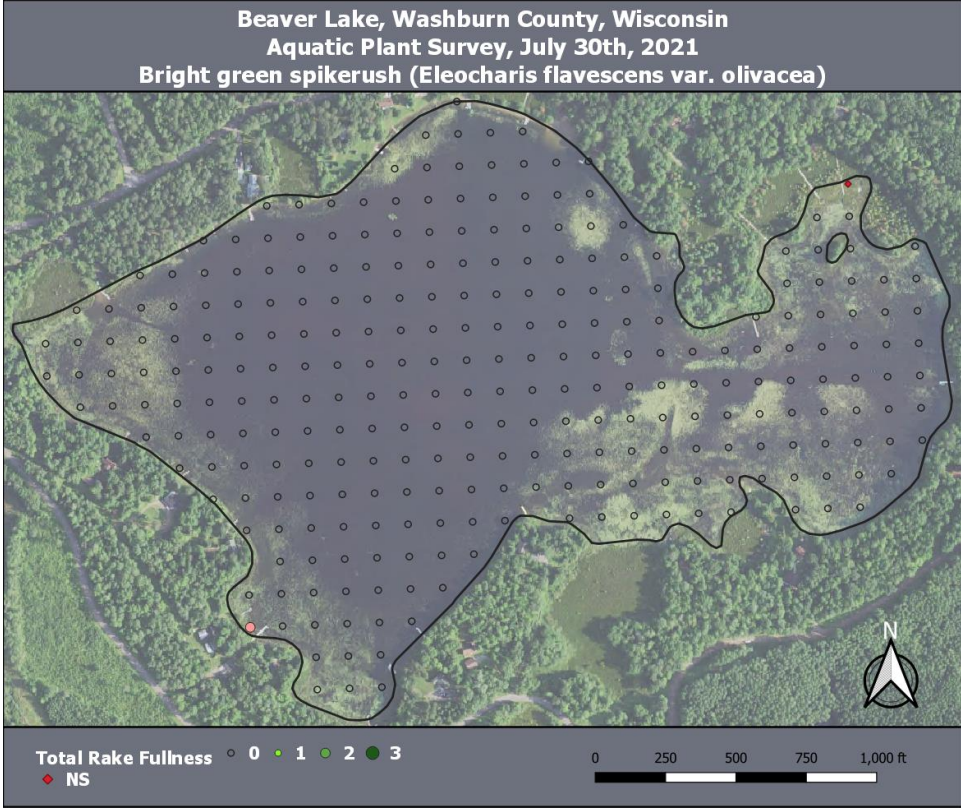 Beaver Lake, Washburn County, Wisconsin
Aquatic Plant Survey, July 30th, 2021
Bright green spikerush (Eleocharis flavescens var. olivacea)
N
Total Rake Fullness 0 1 2 3
NS
0 250 500 750 1,000 ft